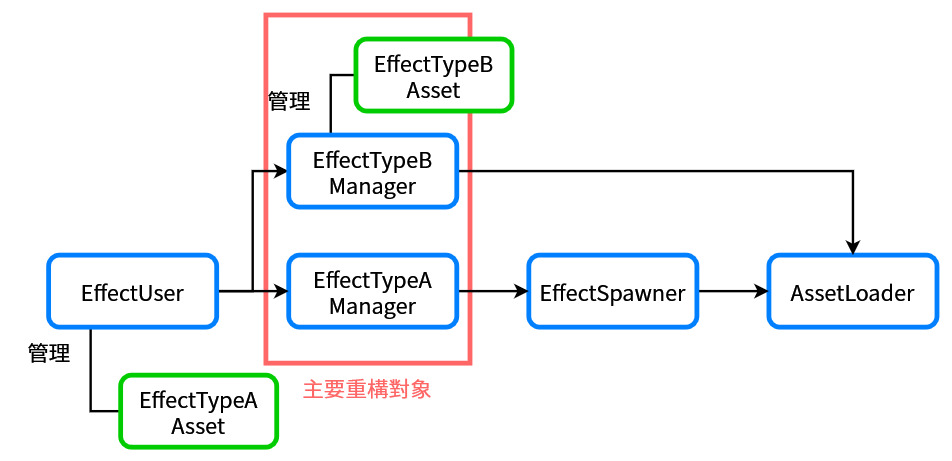 EffectTypeB
Asset
管理
EffectTypeB
Manager
EffectUser
EffectTypeA
Manager
EffectSpawner
AssetLoader
管理
主要重構對象
EffectTypeA
Asset